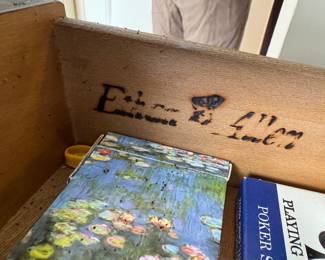 Ethan Allen
PLAYING
POKER S